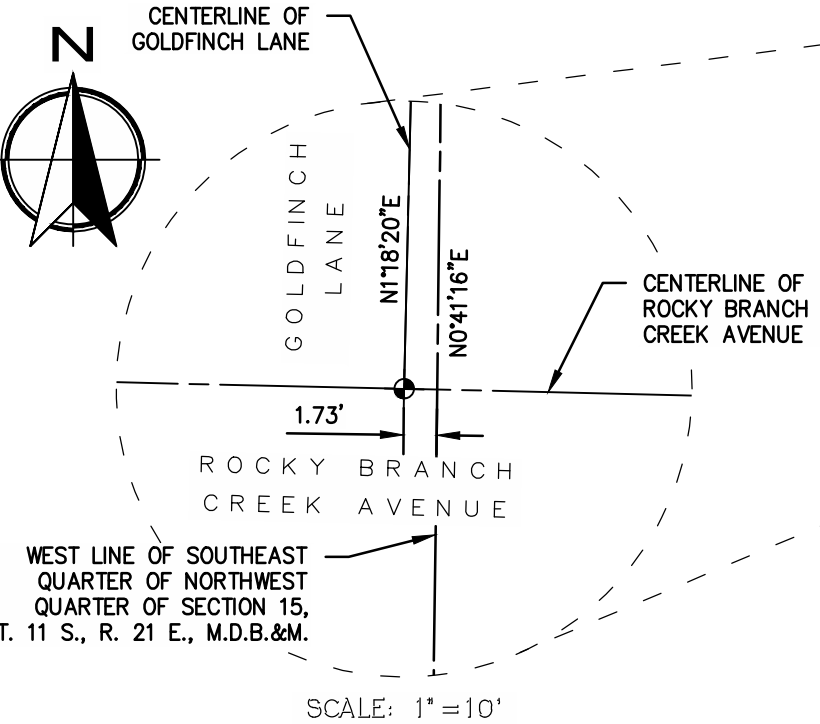 CENTERLINE OF
GOLDFINCH LANE
N
GOLDFINCH
LANE
N1°18'20"E
N0°41'16"E
CENTERLINE OF
ROCKY BRANCH
CREEK AVENUE
1.73'
ROCKY BRANCH
CREEK AVENUE
WEST LINE OF SOUTHEAST
QUARTER OF NORTHWEST
QUARTER OF SECTION 15,
T. 11 S., R. 21 E., M.D.B.&M.
SCALE: 1"=10'